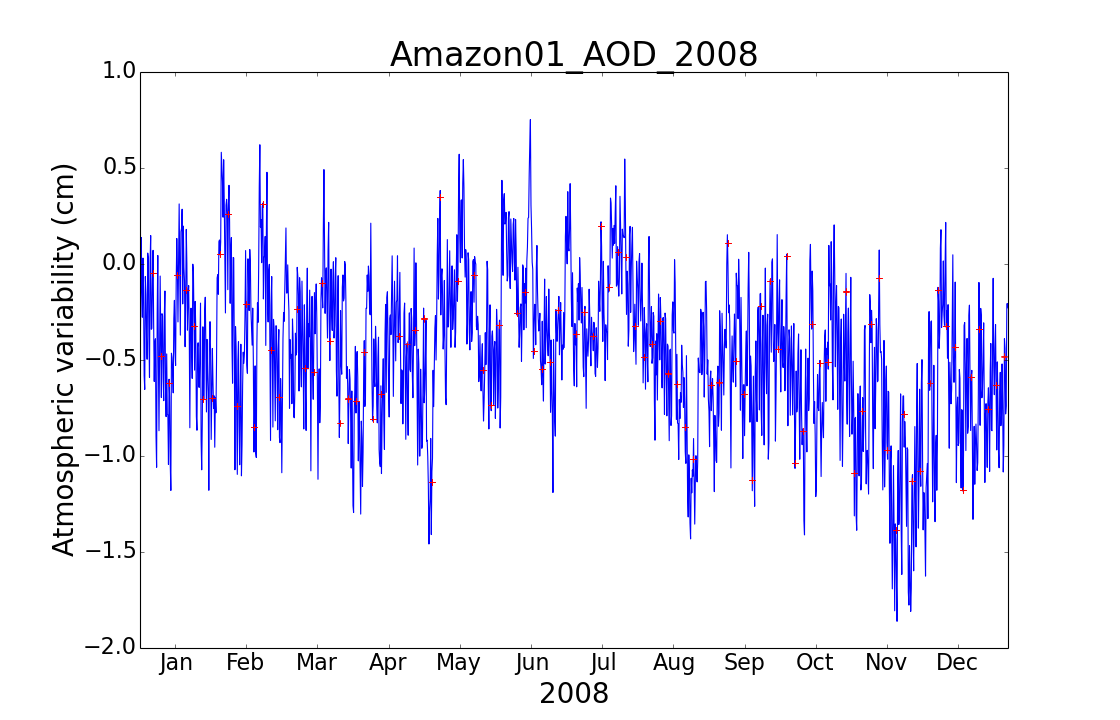 Amazon01_AOD_2008
Atmospheric variability (cm)
1.0
0.5
0.0
−0.5
−1.0
−1.5
−2.0
Jan Feb Mar Apr May Jun Jul Aug Sep Oct Nov Dec
2008